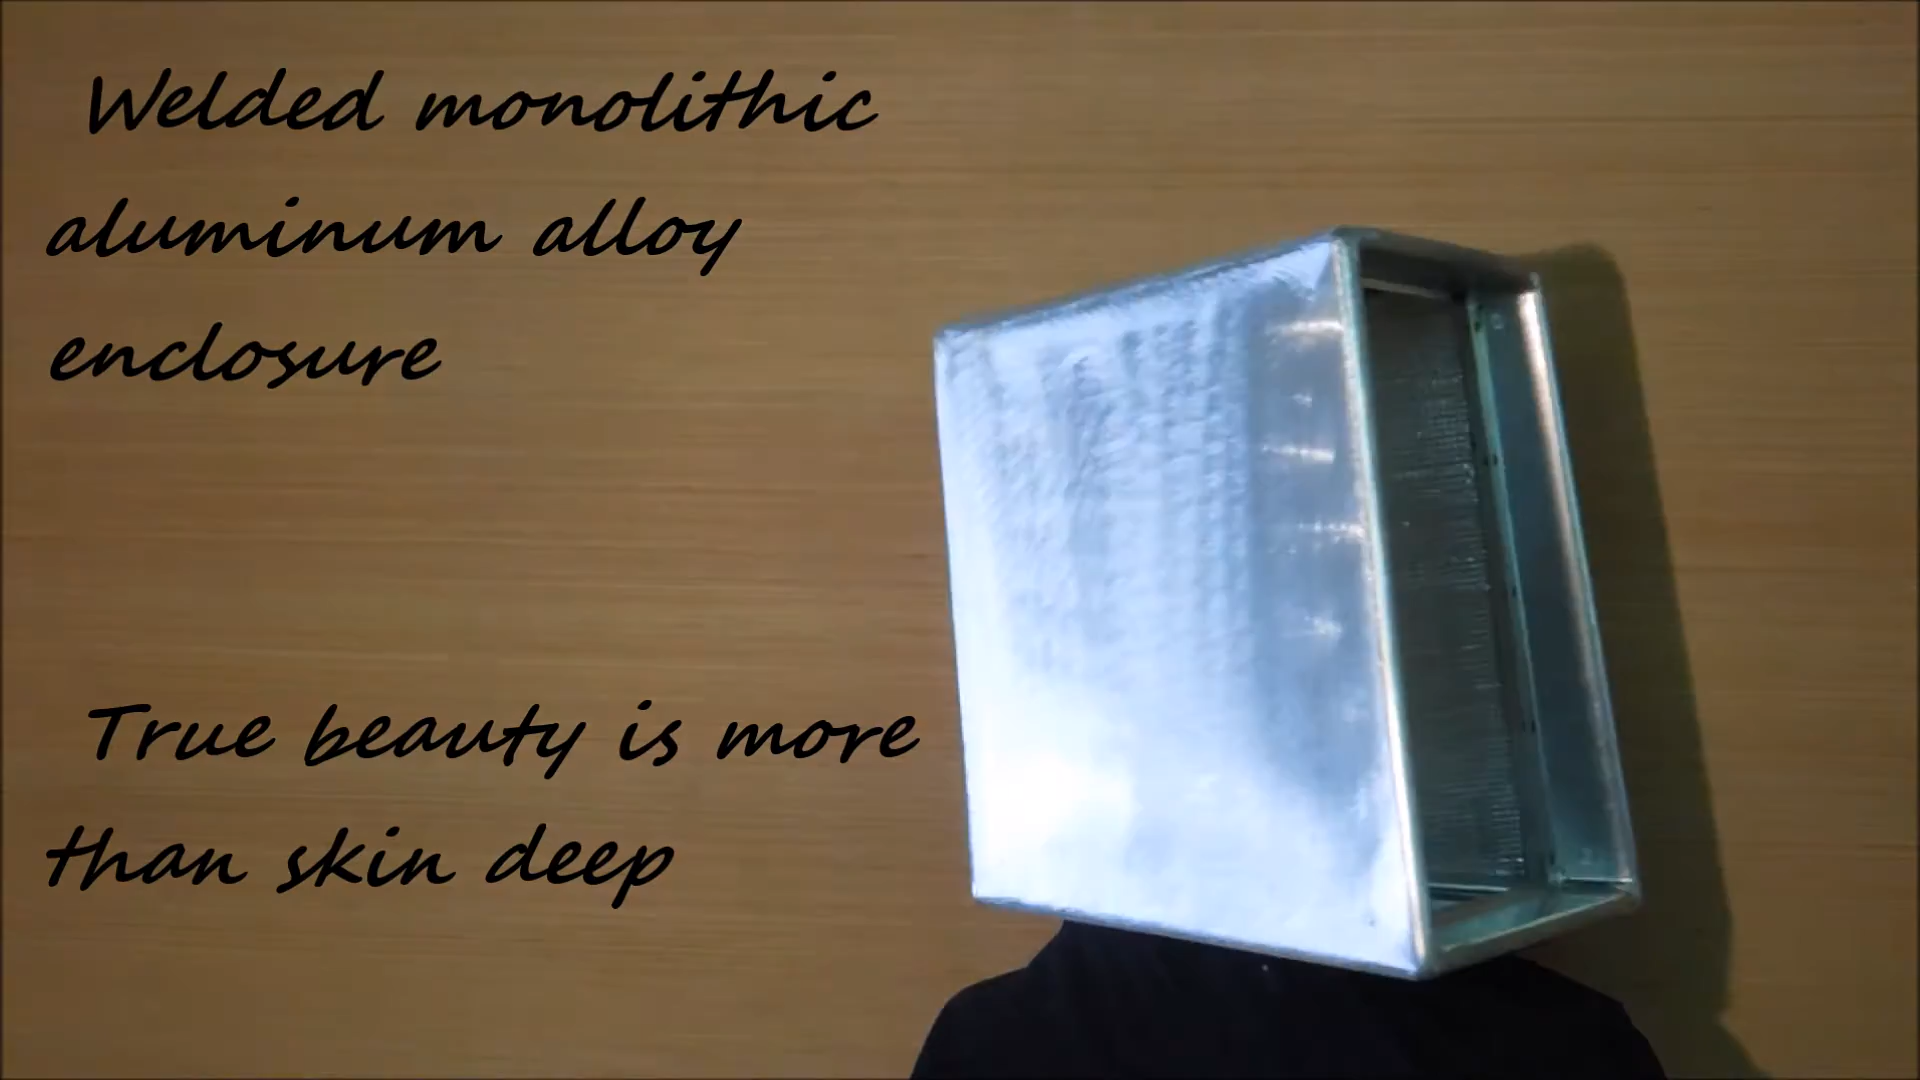 Welded monolithic
aluminum alloy
enclosure
True beauty is more
than skin deep